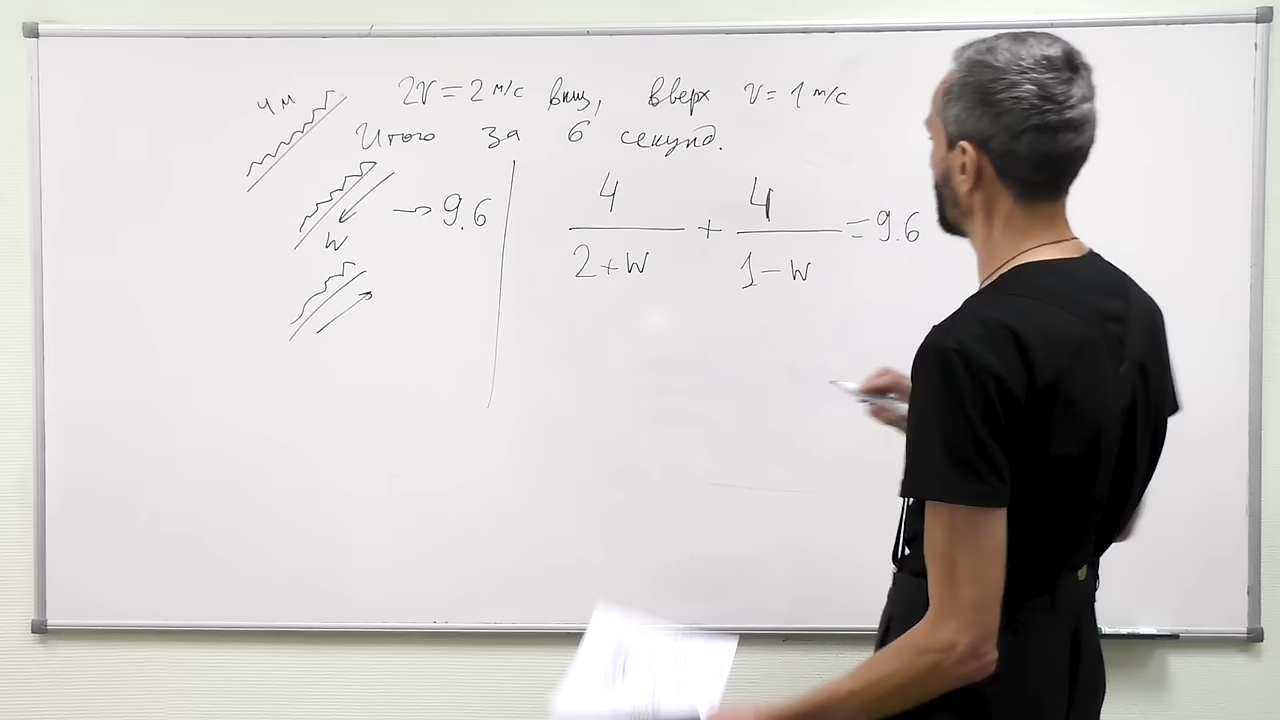 4 м
2v = 2 м/с вниз, вверх v = 1 м/с
Итого за 6 секунд.
→ 9.6
w
4/(2+w) + 4/(1−w) = 9.6